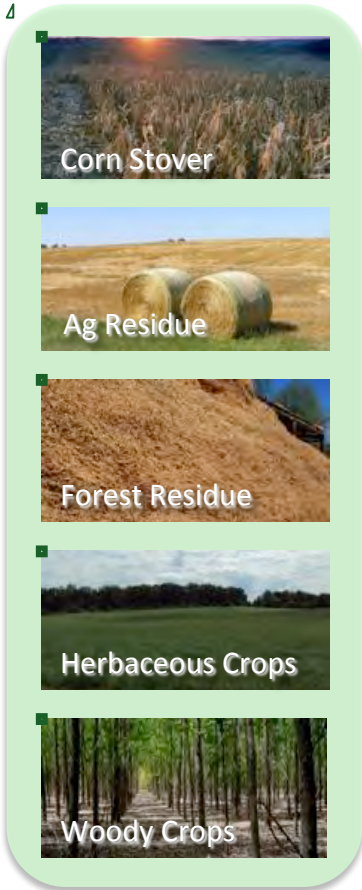 Corn Stover
Ag Residue
Forest Residue
Herbaceous Crops
Woody Crops